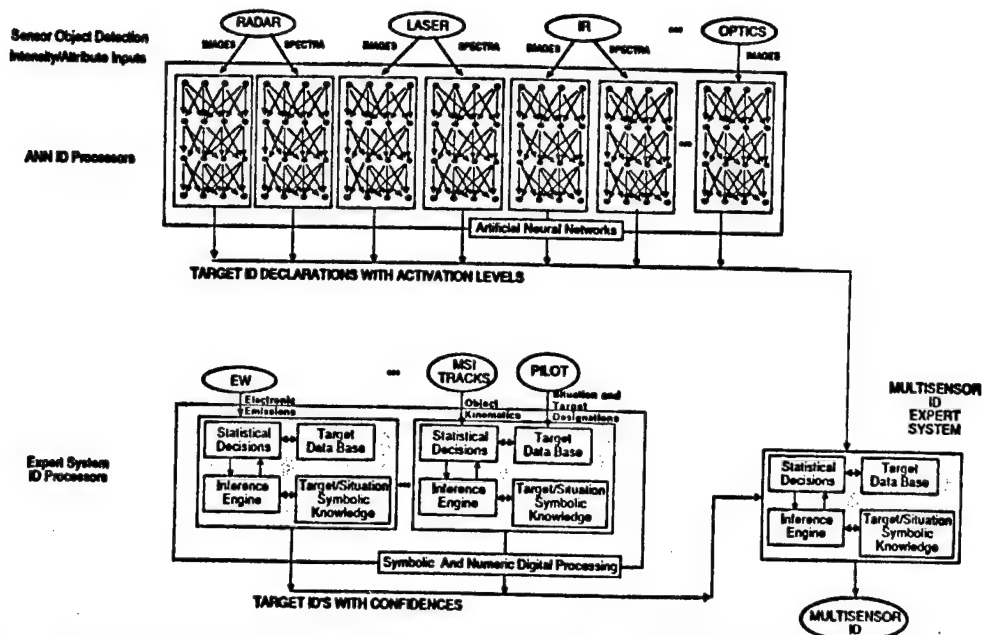 Sensor Object Detection
Intensity/Attribute Inputs
RADAR
LASER
IR
OPTICS
IMAGES
SPECTRA
IMAGES
SPECTRA
IMAGES
SPECTRA
IMAGES
ANN ID Processors
Artificial Neural Networks
TARGET ID DECLARATIONS WITH ACTIVATION LEVELS
EW
MSI
TRACKS
PILOT
Electronic
Emissions
Object
Kinematics
Situation and
Target
Designations
MULTISENSOR
ID
EXPERT
SYSTEM
Expert System
ID Processors
Statistical
Decisions
Target
Data Base
Inference
Engine
Target/Situation
Symbolic
Knowledge
Statistical
Decisions
Target
Data Base
Inference
Engine
Target/Situation
Symbolic
Knowledge
Statistical
Decisions
Target
Data Base
Inference
Engine
Target/Situation
Symbolic
Knowledge
Symbolic And Numeric Digital Processing
TARGET ID'S WITH CONFIDENCES
MULTISENSOR
ID